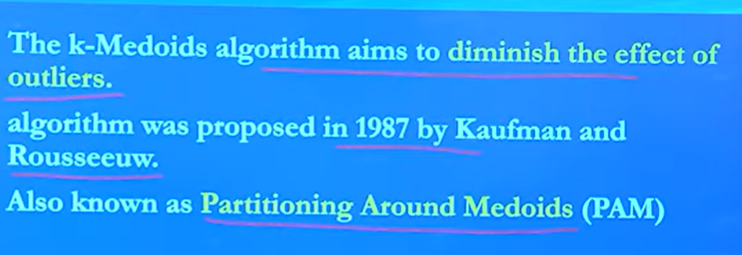 The k-Medoids algorithm aims to diminish the effect of
outliers.
algorithm was proposed in 1987 by Kaufman and
Rousseeuw.
Also known as Partitioning Around Medoids (PAM)